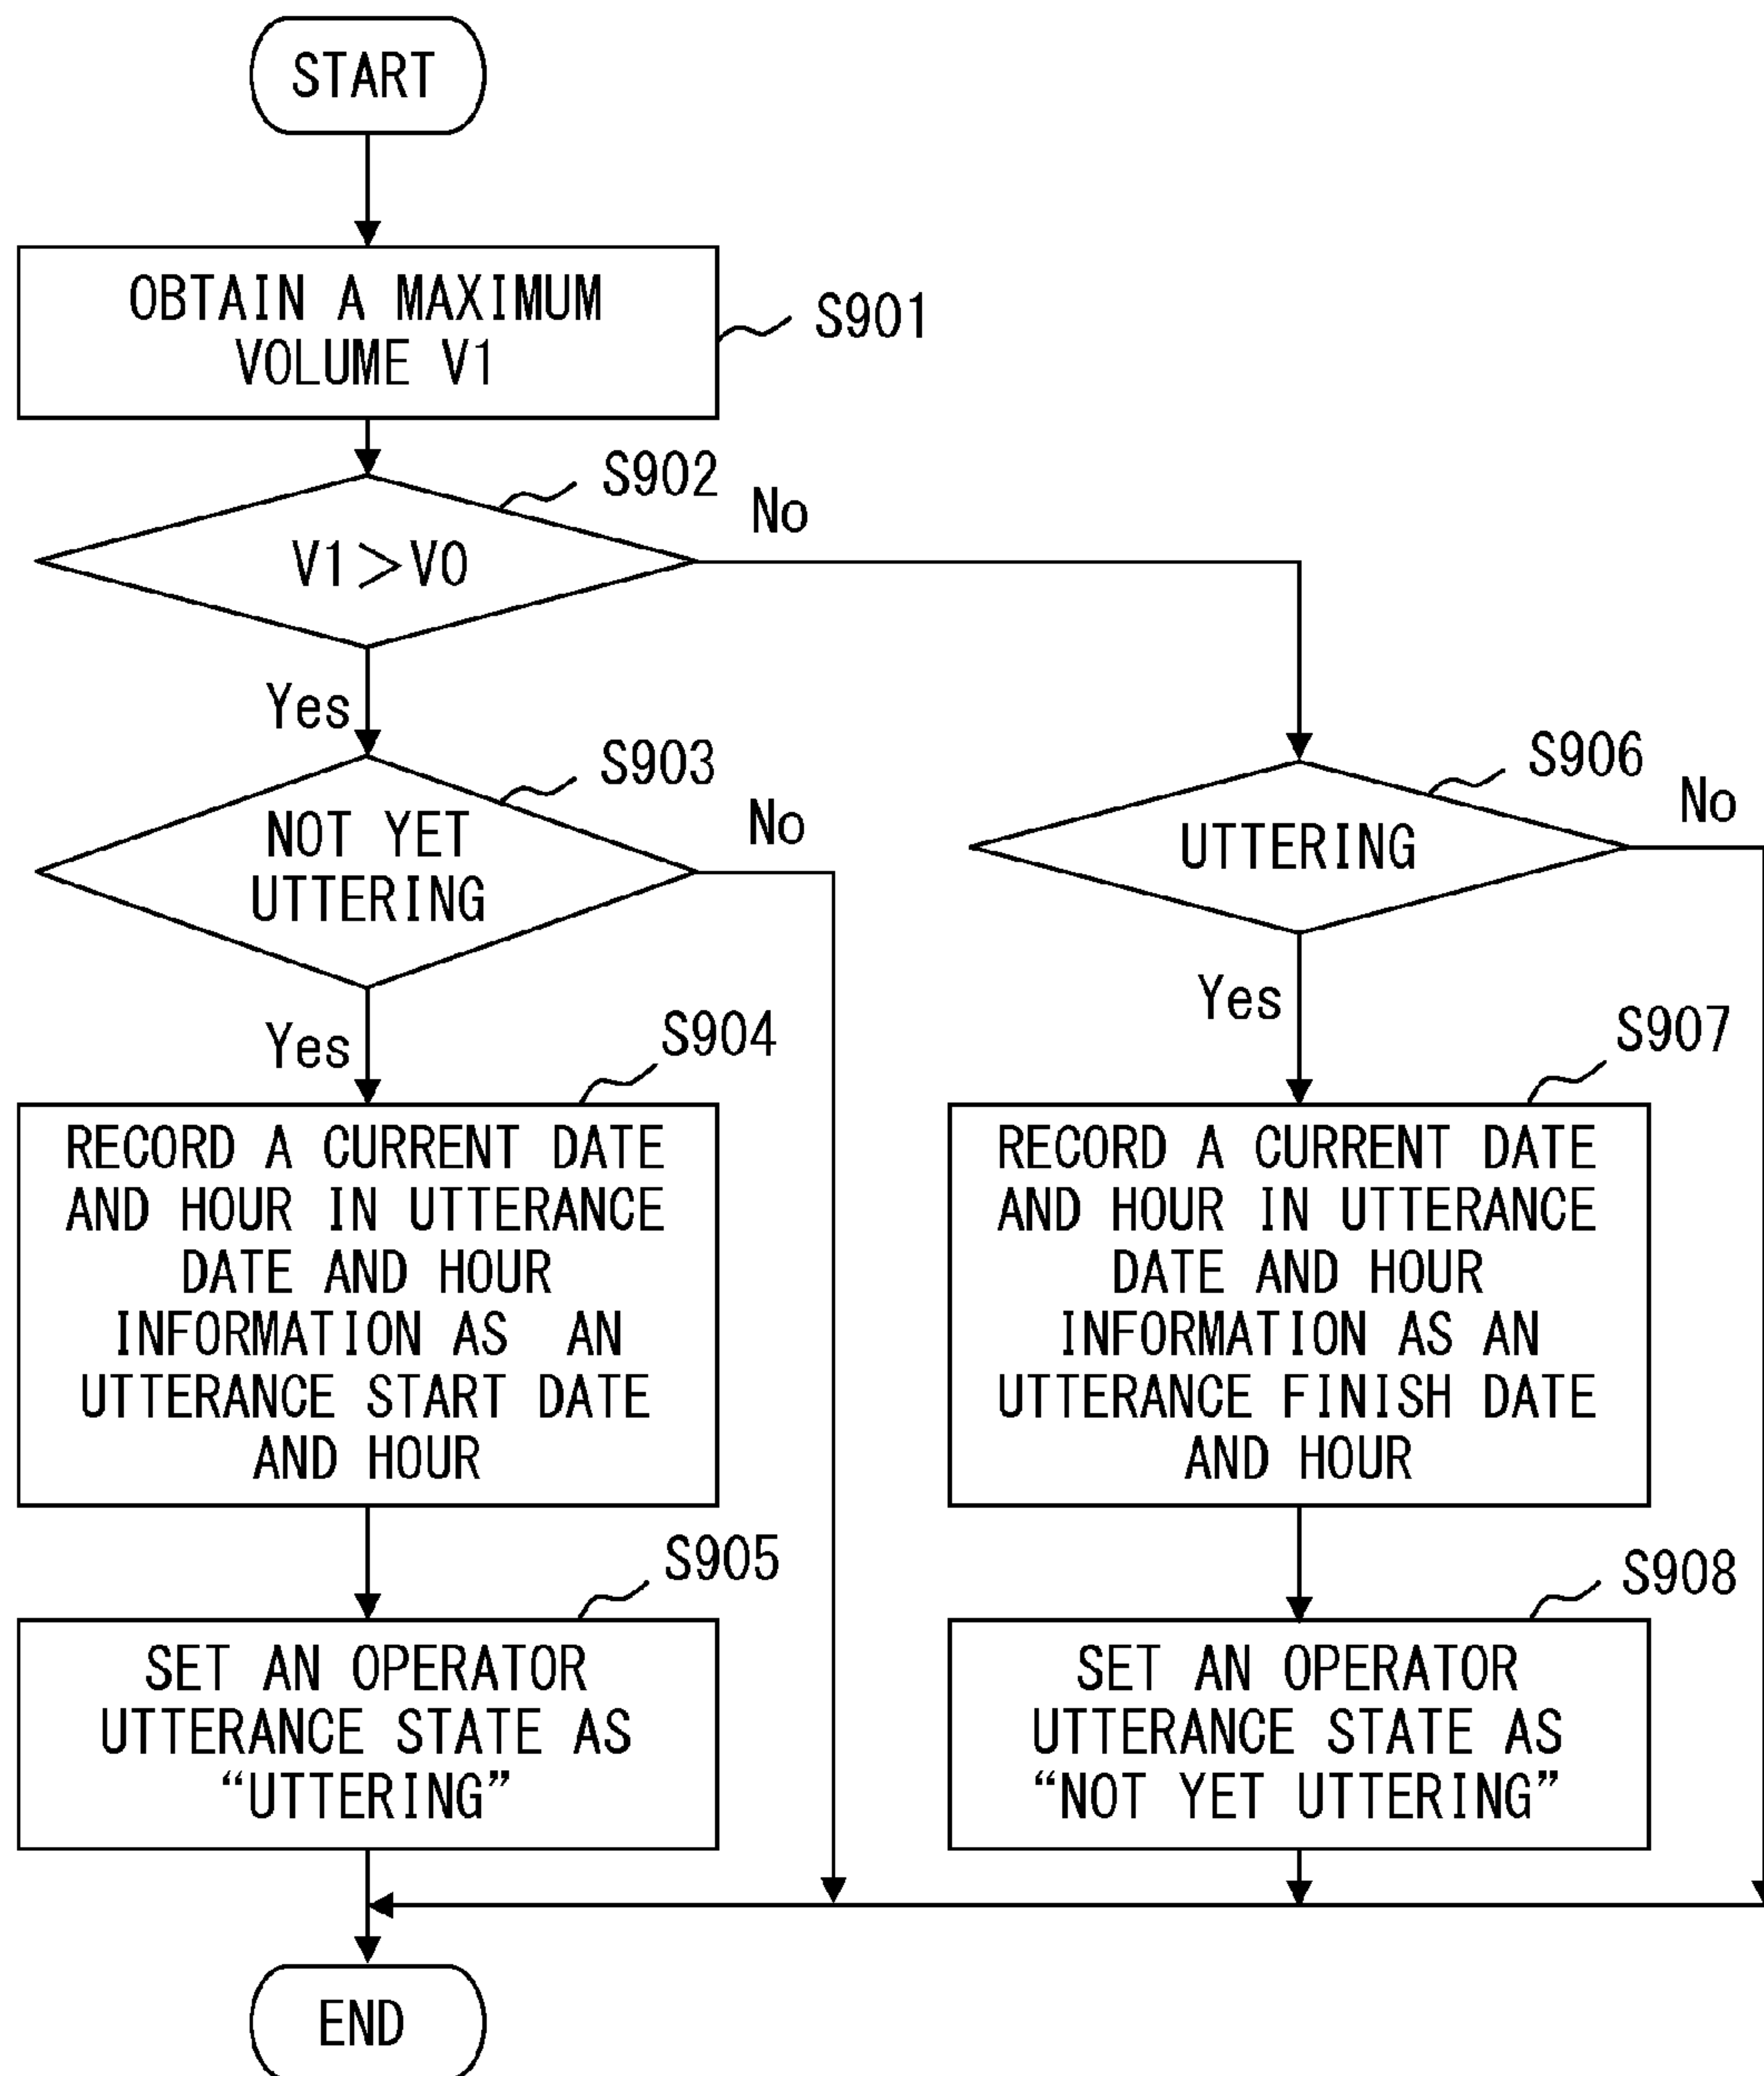 START
OBTAIN A MAXIMUM
VOLUME V1
S901
S902
V1>V0
No
Yes
S903
NOT YET
UTTERING
No
Yes
S904
RECORD A CURRENT DATE
AND HOUR IN UTTERANCE
DATE AND HOUR
INFORMATION AS AN
UTTERANCE START DATE
AND HOUR
S905
SET AN OPERATOR
UTTERANCE STATE AS
“UTTERING”
S906
UTTERING
No
Yes
S907
RECORD A CURRENT DATE
AND HOUR IN UTTERANCE
DATE AND HOUR
INFORMATION AS AN
UTTERANCE FINISH DATE
AND HOUR
S908
SET AN OPERATOR
UTTERANCE STATE AS
“NOT YET UTTERING”
END